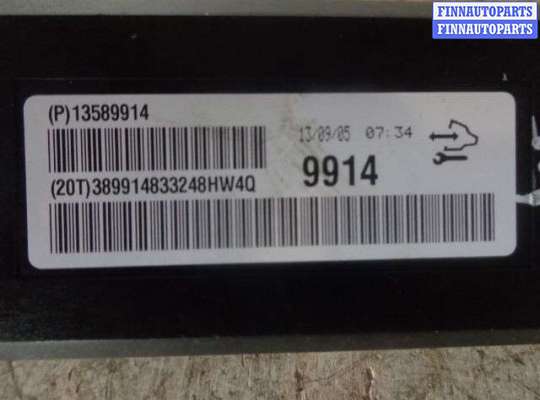 FINNAUTOPARTS
FINNAUTOPARTS
(P)13589914
13/09/05 07:34
9914
(20T)389914833248HW4Q